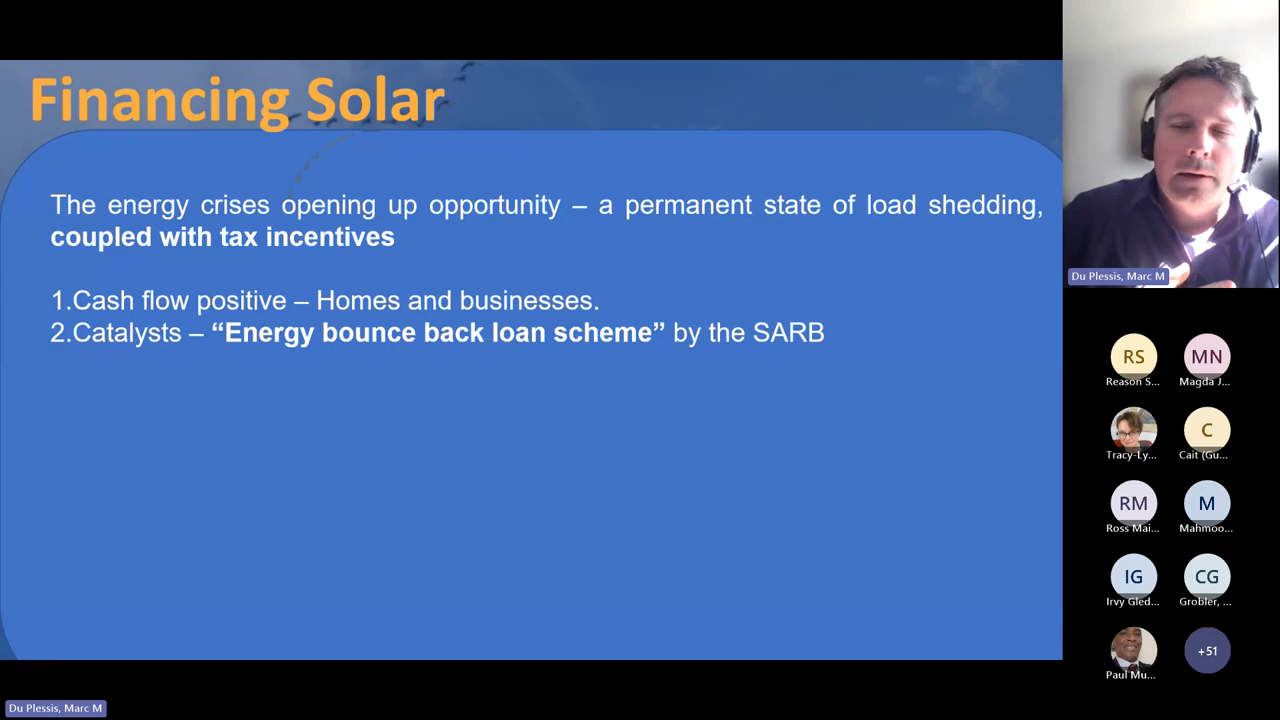 Financing Solar
The energy crises opening up opportunity – a permanent state of load shedding,
coupled with tax incentives
1.Cash flow positive – Homes and businesses.
2.Catalysts – “Energy bounce back loan scheme” by the SARB
Du Plessis, Marc M
RS
MN
Reason S...
Magda J...
C
Tracy-Ly...
Cait (Gu...
RM
M
Ross Mai...
Mahmoo...
IG
CG
Irvy Gled...
Grobler, ...
+51
Paul Mu...
Du Plessis, Marc M